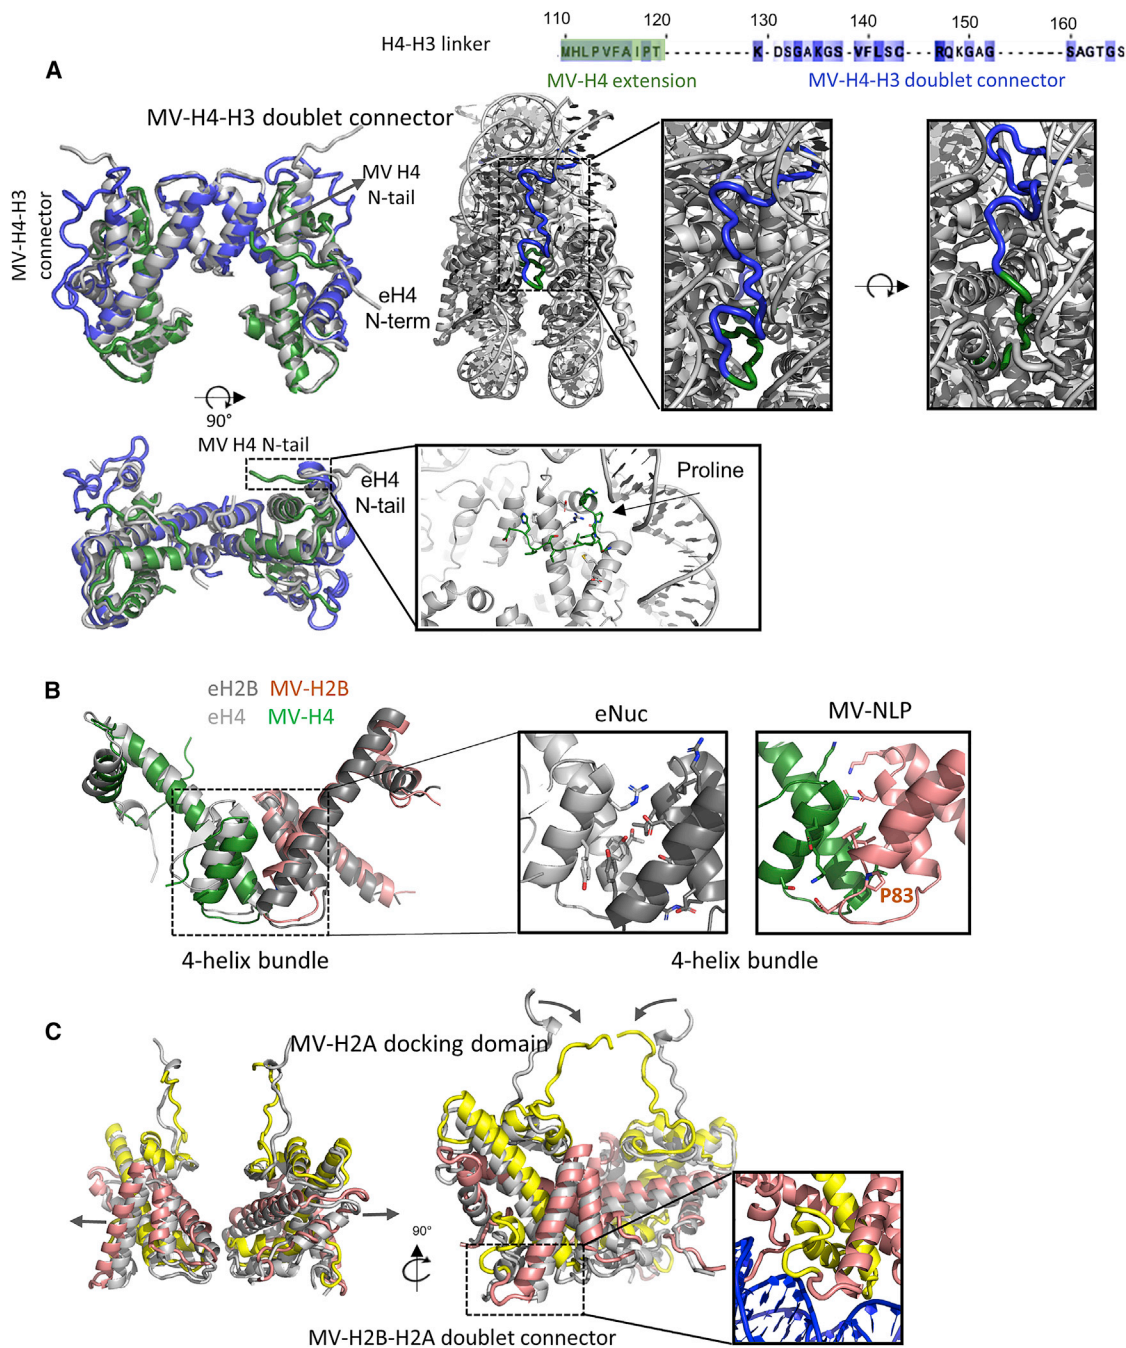 110 120 130 140 150 160
H4-H3 linker MHLPVFAIPT--------K-DSGAKGS-VFLSC---RQKGAG-------SAGTGS
A
MV-H4 extension MV-H4-H3 doublet connector
MV-H4-H3 doublet connector
MV H4
N-tail
MV-H4-H3
connector
eH4
N-term
90°
MV H4 N-tail
eH4
N-tail
Proline
B
eH2B MV-H2B
eH4 MV-H4
eNuc
MV-NLP
P83
4-helix bundle
4-helix bundle
C
MV-H2A docking domain
90°
MV-H2B-H2A doublet connector